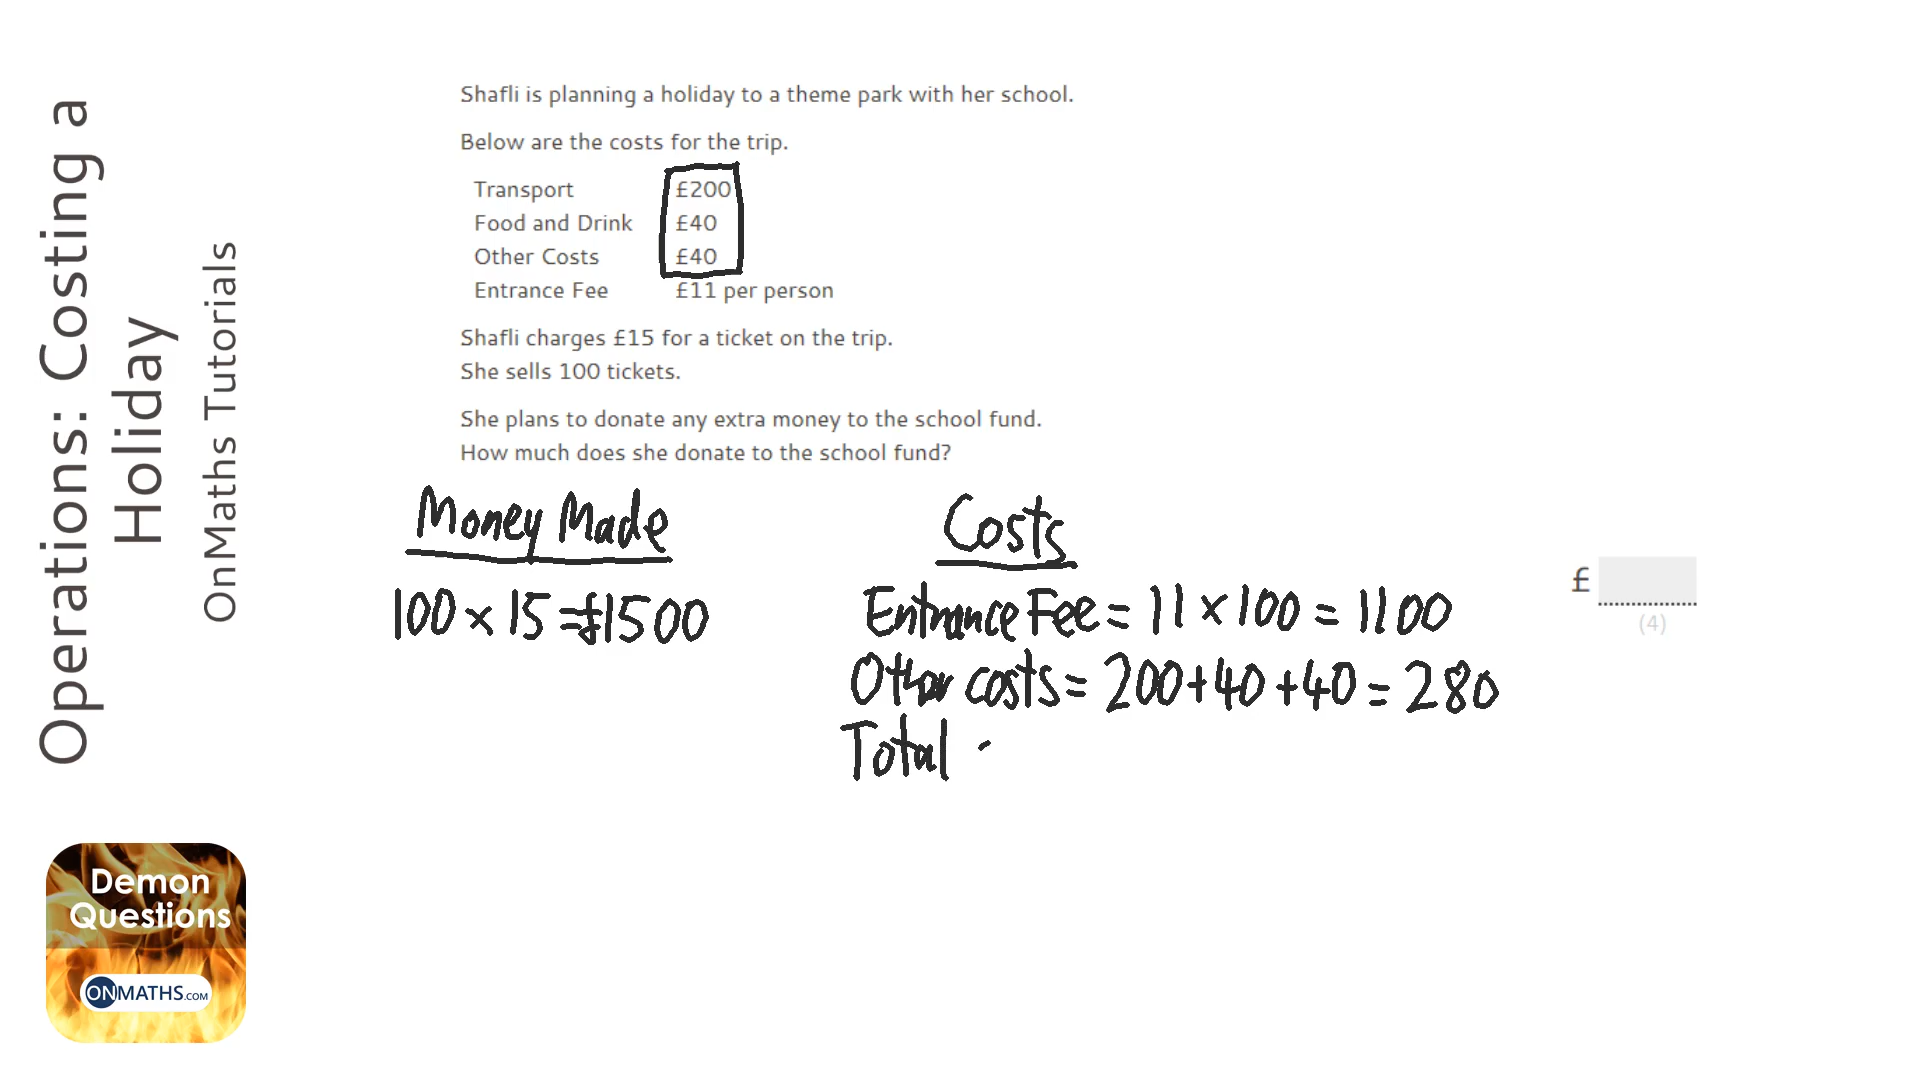 Operations: Costing a
Holiday
OnMaths Tutorials
Shafli is planning a holiday to a theme park with her school.
Below are the costs for the trip.
Transport £200
Food and Drink £40
Other Costs £40
Entrance Fee £11 per person
Shafli charges £15 for a ticket on the trip.
She sells 100 tickets.
She plans to donate any extra money to the school fund.
How much does she donate to the school fund?
Money Made
100 × 15 = £1500
Costs
Entrance Fee = 11 × 100 = 1100
Other costs = 200 + 40 + 40 = 280
Total -
£
(4)
Demon
Questions
ONMATHS.COM